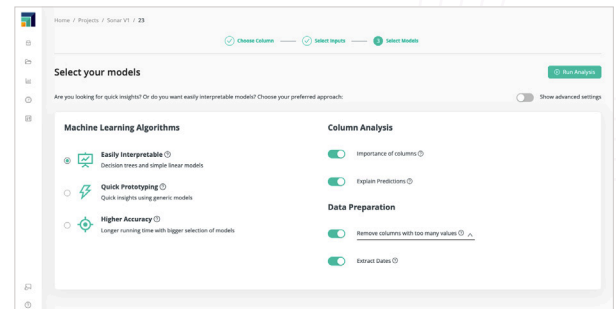 Home / Projects / Sonar V1 / 23
Choose Column
Select Inputs
3 Select Models
Select your models
Run Analysis
Are you looking for quick insights? Or do you want easily interpretable models? Choose your preferred approach:
Show advanced settings
Machine Learning Algorithms
Easily Interpretable
Decision trees and simple linear models
Quick Prototyping
Quick insights using generic models
Higher Accuracy
Longer running time with bigger selection of models
Column Analysis
Importance of columns
Explain Predictions
Data Preparation
Remove columns with too many values
Extract Dates